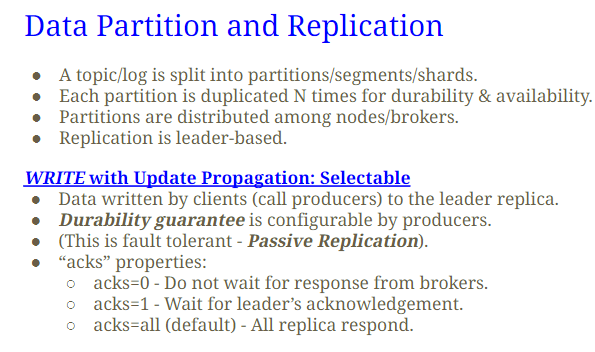 Data Partition and Replication
● A topic/log is split into partitions/segments/shards.
● Each partition is duplicated N times for durability & availability.
● Partitions are distributed among nodes/brokers.
● Replication is leader-based.
WRITE with Update Propagation: Selectable
● Data written by clients (call producers) to the leader replica.
● Durability guarantee is configurable by producers.
● (This is fault tolerant - Passive Replication).
● “acks” properties:
○ acks=0 - Do not wait for response from brokers.
○ acks=1 - Wait for leader’s acknowledgement.
○ acks=all (default) - All replica respond.